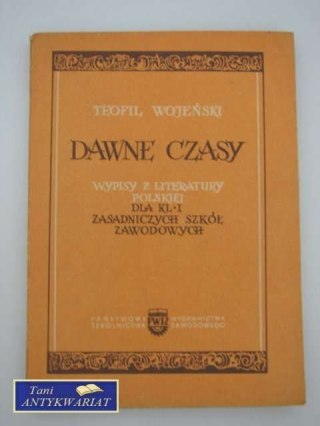 TEOFIL WOJEŃSKI
DAWNE CZASY
WYPISY Z LITERATURY
POLSKIEJ
DLA KL·I
ZASADNICZYCH SZKÓŁ
ZAWODOWYCH
PAŃSTWOWE WYDAWNICTWA
SZKOLNICTWA ZAWODOWEGO
Tani
ANTYKWARIAT